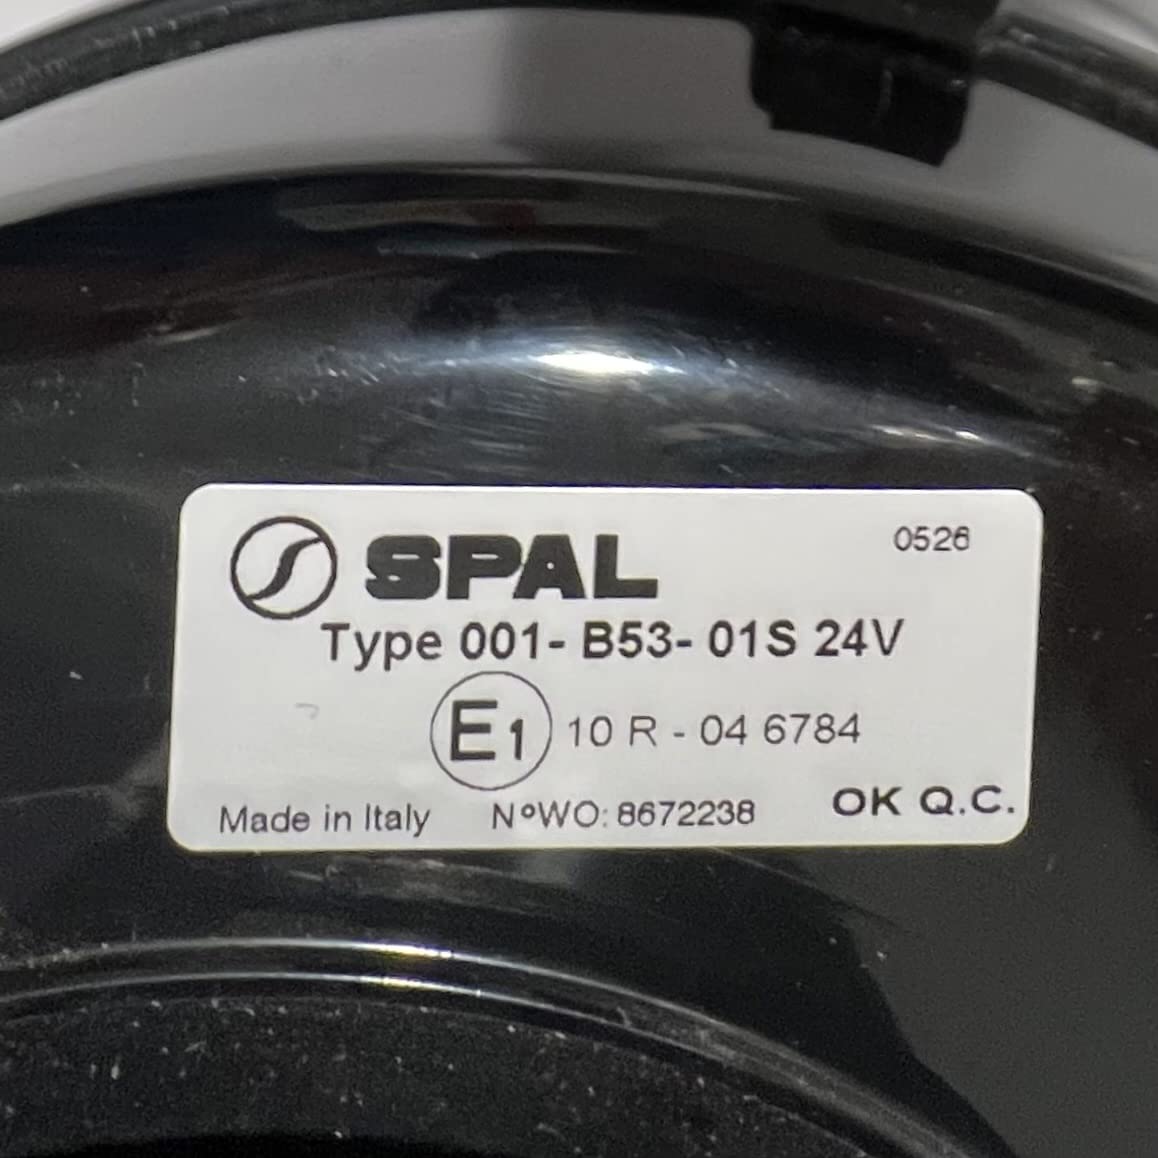 SPAL 0526
Type 001- B53- 01S 24V
E1 10 R - 04 6784
Made in Italy N°WO: 8672238 OK Q.C.